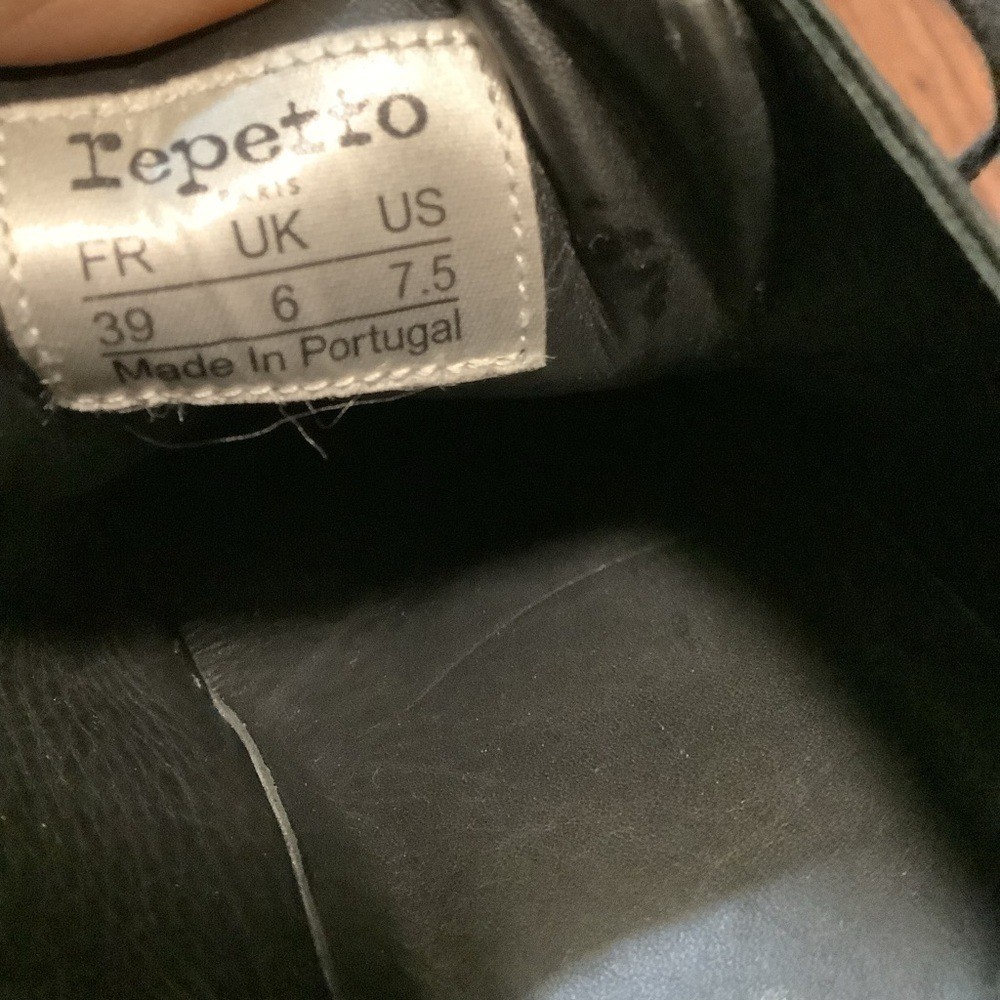 repetto
PARIS
FR UK US
39 6 7.5
Made In Portugal